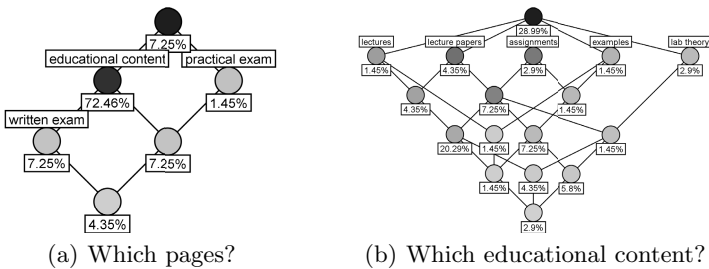 7.25%
educational content practical exam
72.46% 1.45%
written exam
7.25% 7.25%
4.35%
(a) Which pages?
28.99%
lectures lecture papers assignments examples lab theory
1.45% 4.35% 2.9% 1.45% 2.9%
4.35% 7.25% 1.45%
20.29% 1.45% 7.25% 1.45%
1.45% 4.35% 5.8%
2.9%
(b) Which educational content?